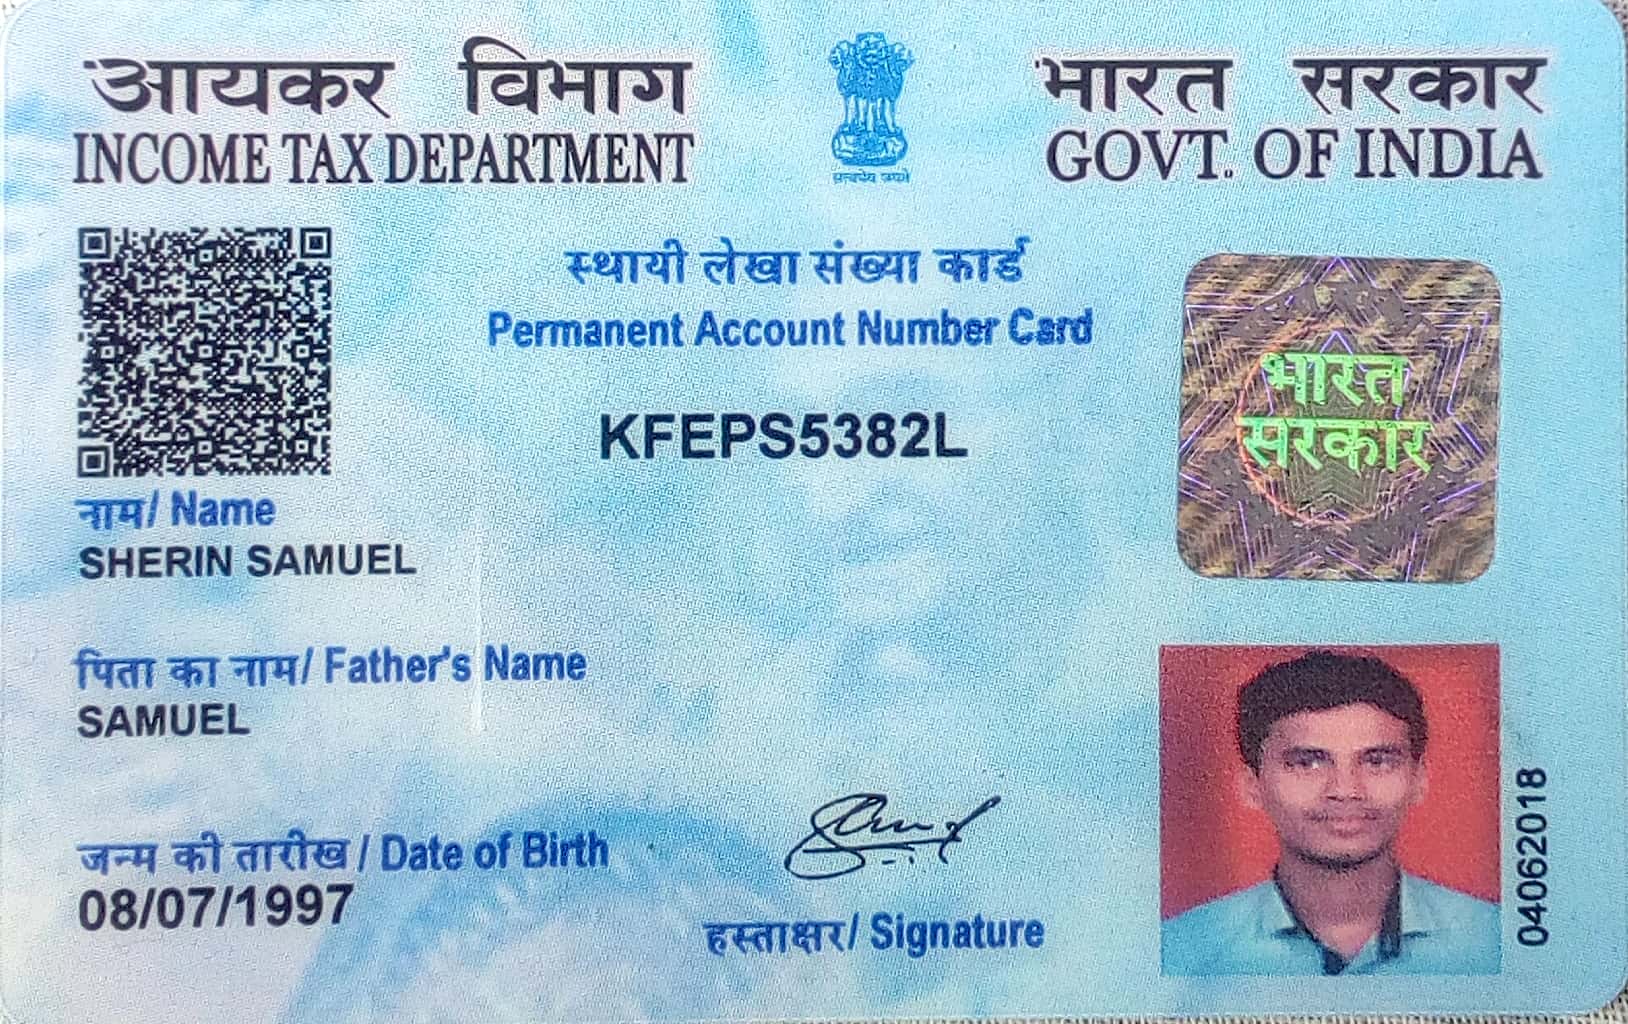 आयकर विभाग
INCOME TAX DEPARTMENT
सत्यमेव जयते
भारत सरकार
GOVT. OF INDIA
स्थायी लेखा संख्या कार्ड
Permanent Account Number Card
KFEPS5382L
भारत
सरकार
नाम/ Name
SHERIN SAMUEL
पिता का नाम/ Father's Name
SAMUEL
जन्म की तारीख / Date of Birth
08/07/1997
हस्ताक्षर/ Signature
04062018